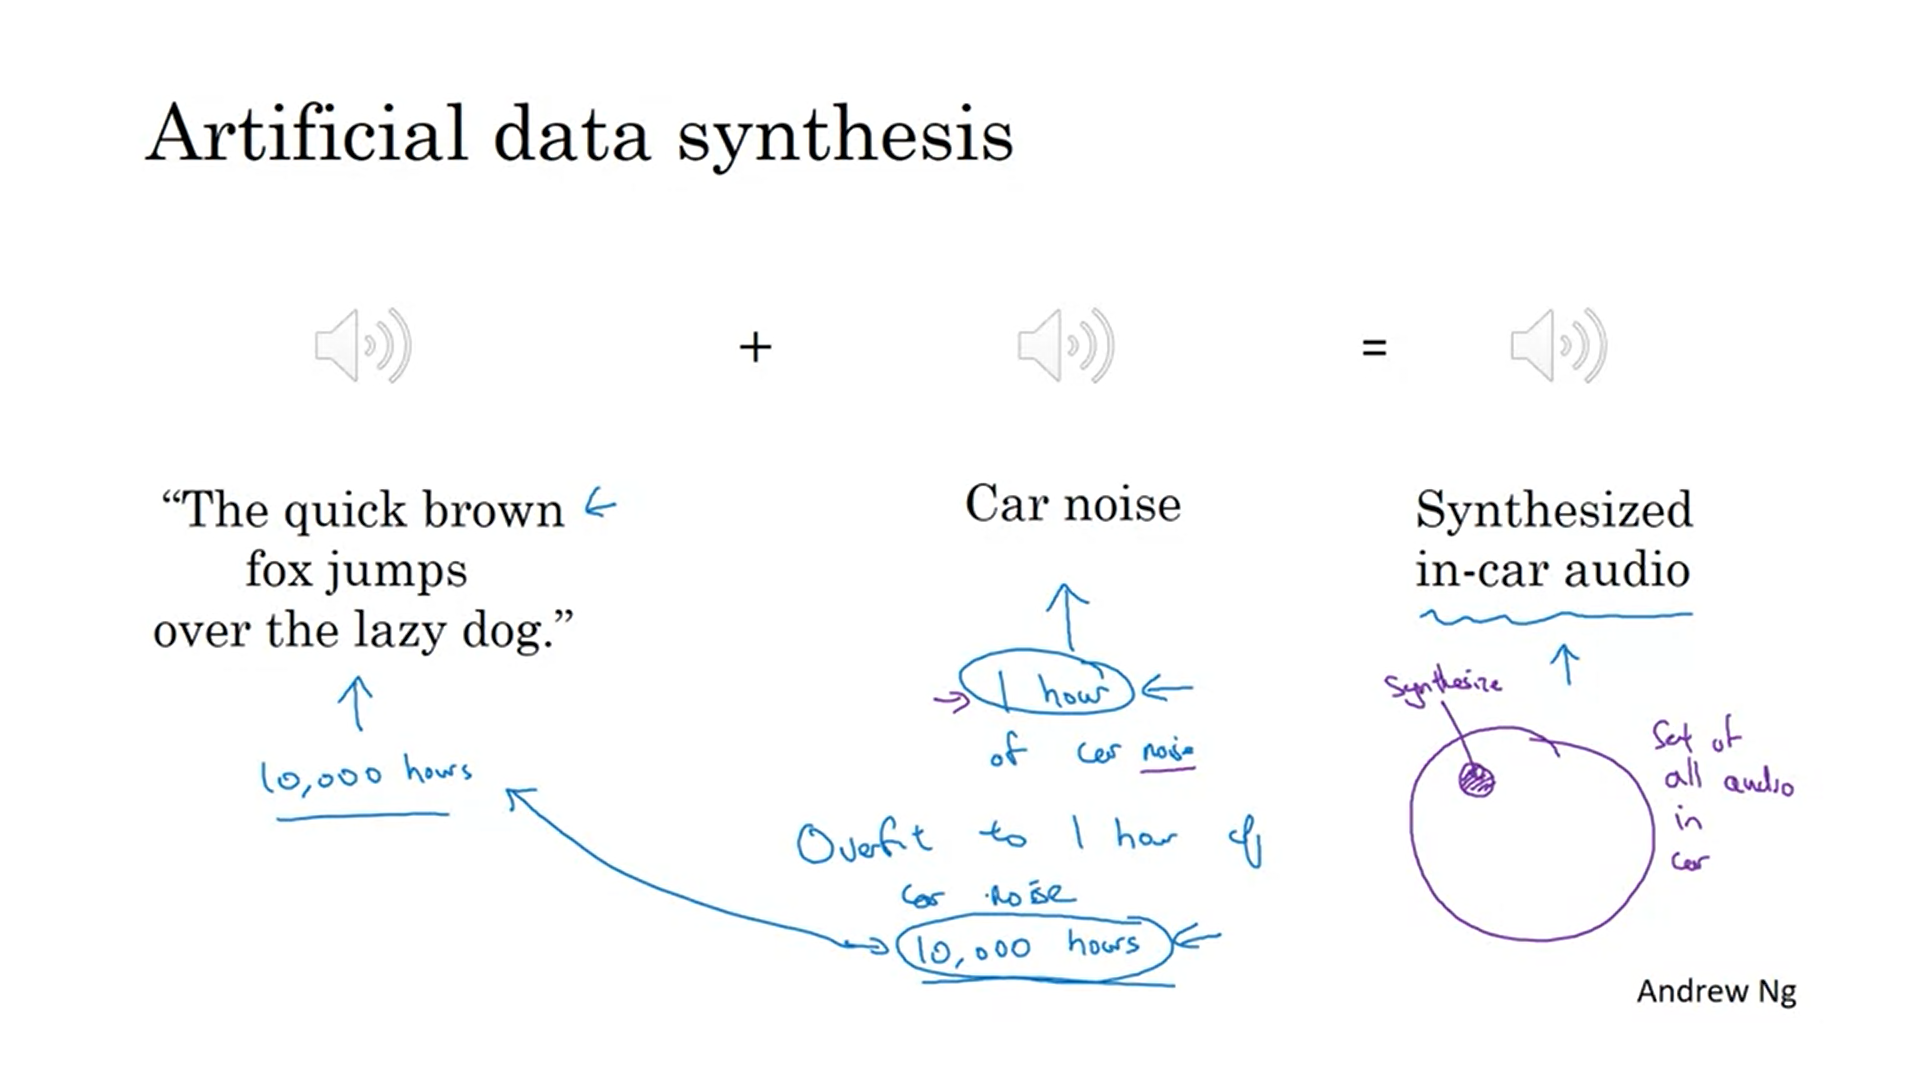 Artificial data synthesis
+
=
“The quick brown
fox jumps
over the lazy dog.”
10,000 hours
Car noise
1 hour
of car noise
Overfit to 1 hour of
car noise
10,000 hours
Synthesized
in-car audio
Synthesize
Set of
all audio
in
car
Andrew Ng